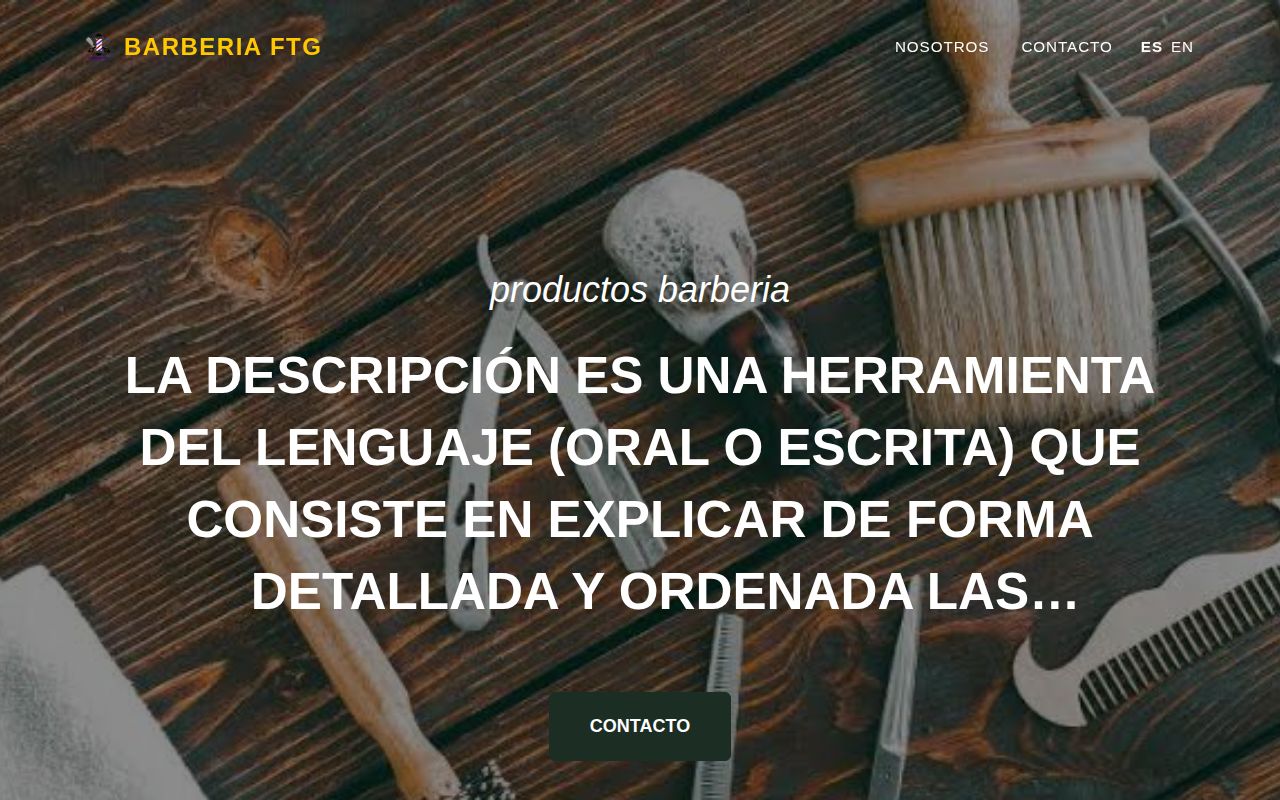 BARBERIA FTG
NOSOTROS CONTACTO ES EN
productos barberia
LA DESCRIPCIÓN ES UNA HERRAMIENTA
DEL LENGUAJE (ORAL O ESCRITA) QUE
CONSISTE EN EXPLICAR DE FORMA
DETALLADA Y ORDENADA LAS…
CONTACTO